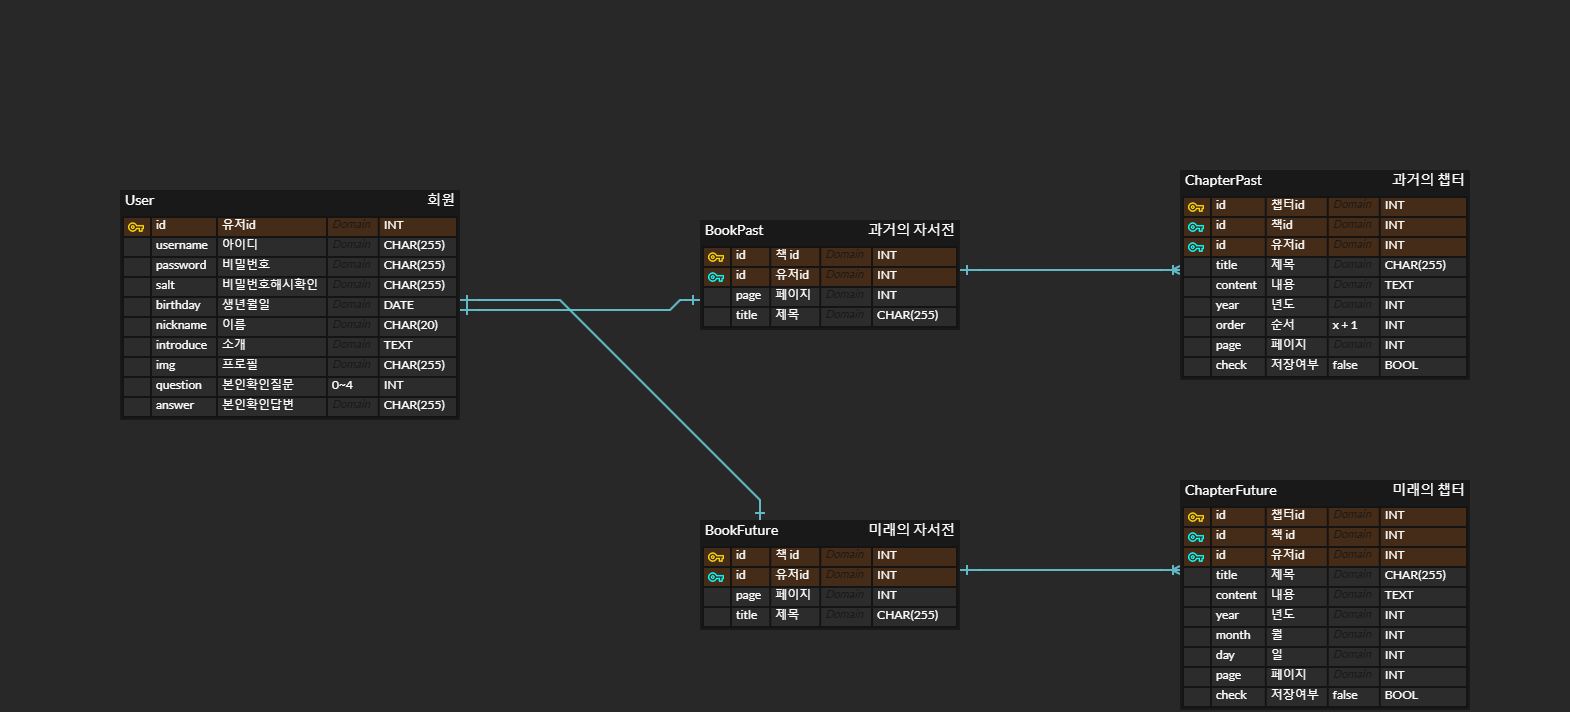 User 회원
id 유저id Domain INT
username 아이디 Domain CHAR(255)
password 비밀번호 Domain CHAR(255)
salt 비밀번호해시확인 Domain CHAR(255)
birthday 생년월일 Domain DATE
nickname 이름 Domain CHAR(20)
introduce 소개 Domain TEXT
img 프로필 Domain CHAR(255)
question 본인확인질문 0~4 INT
answer 본인확인답변 Domain CHAR(255)
BookPast 과거의 자서전
id 책 id Domain INT
id 유저id Domain INT
page 페이지 Domain INT
title 제목 Domain CHAR(255)
ChapterPast 과거의 챕터
id 챕터id Domain INT
id 책id Domain INT
id 유저id Domain INT
title 제목 Domain CHAR(255)
content 내용 Domain TEXT
year 년도 Domain INT
order 순서 x + 1 INT
page 페이지 Domain INT
check 저장여부 false BOOL
BookFuture 미래의 자서전
id 책 id Domain INT
id 유저id Domain INT
page 페이지 Domain INT
title 제목 Domain CHAR(255)
ChapterFuture 미래의 챕터
id 챕터id Domain INT
id 책 id Domain INT
id 유저id Domain INT
title 제목 Domain CHAR(255)
content 내용 Domain TEXT
year 년도 Domain INT
month 월 Domain INT
day 일 Domain INT
page 페이지 Domain INT
check 저장여부 false BOOL